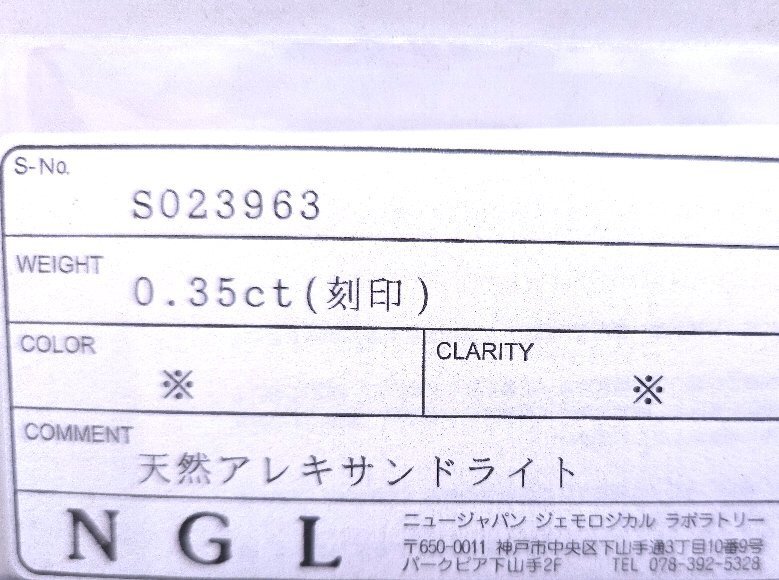 S-No.
S023963
WEIGHT
0.35ct(刻印)
COLOR
※
CLARITY
※
COMMENT
天然アレキサンドライト
NGL
ニュージャパン ジェモロジカル ラボラトリー
〒650-0011 神戸市中央区下山手通3丁目10番9号
パークピア下山手2F TEL 078-392-5328